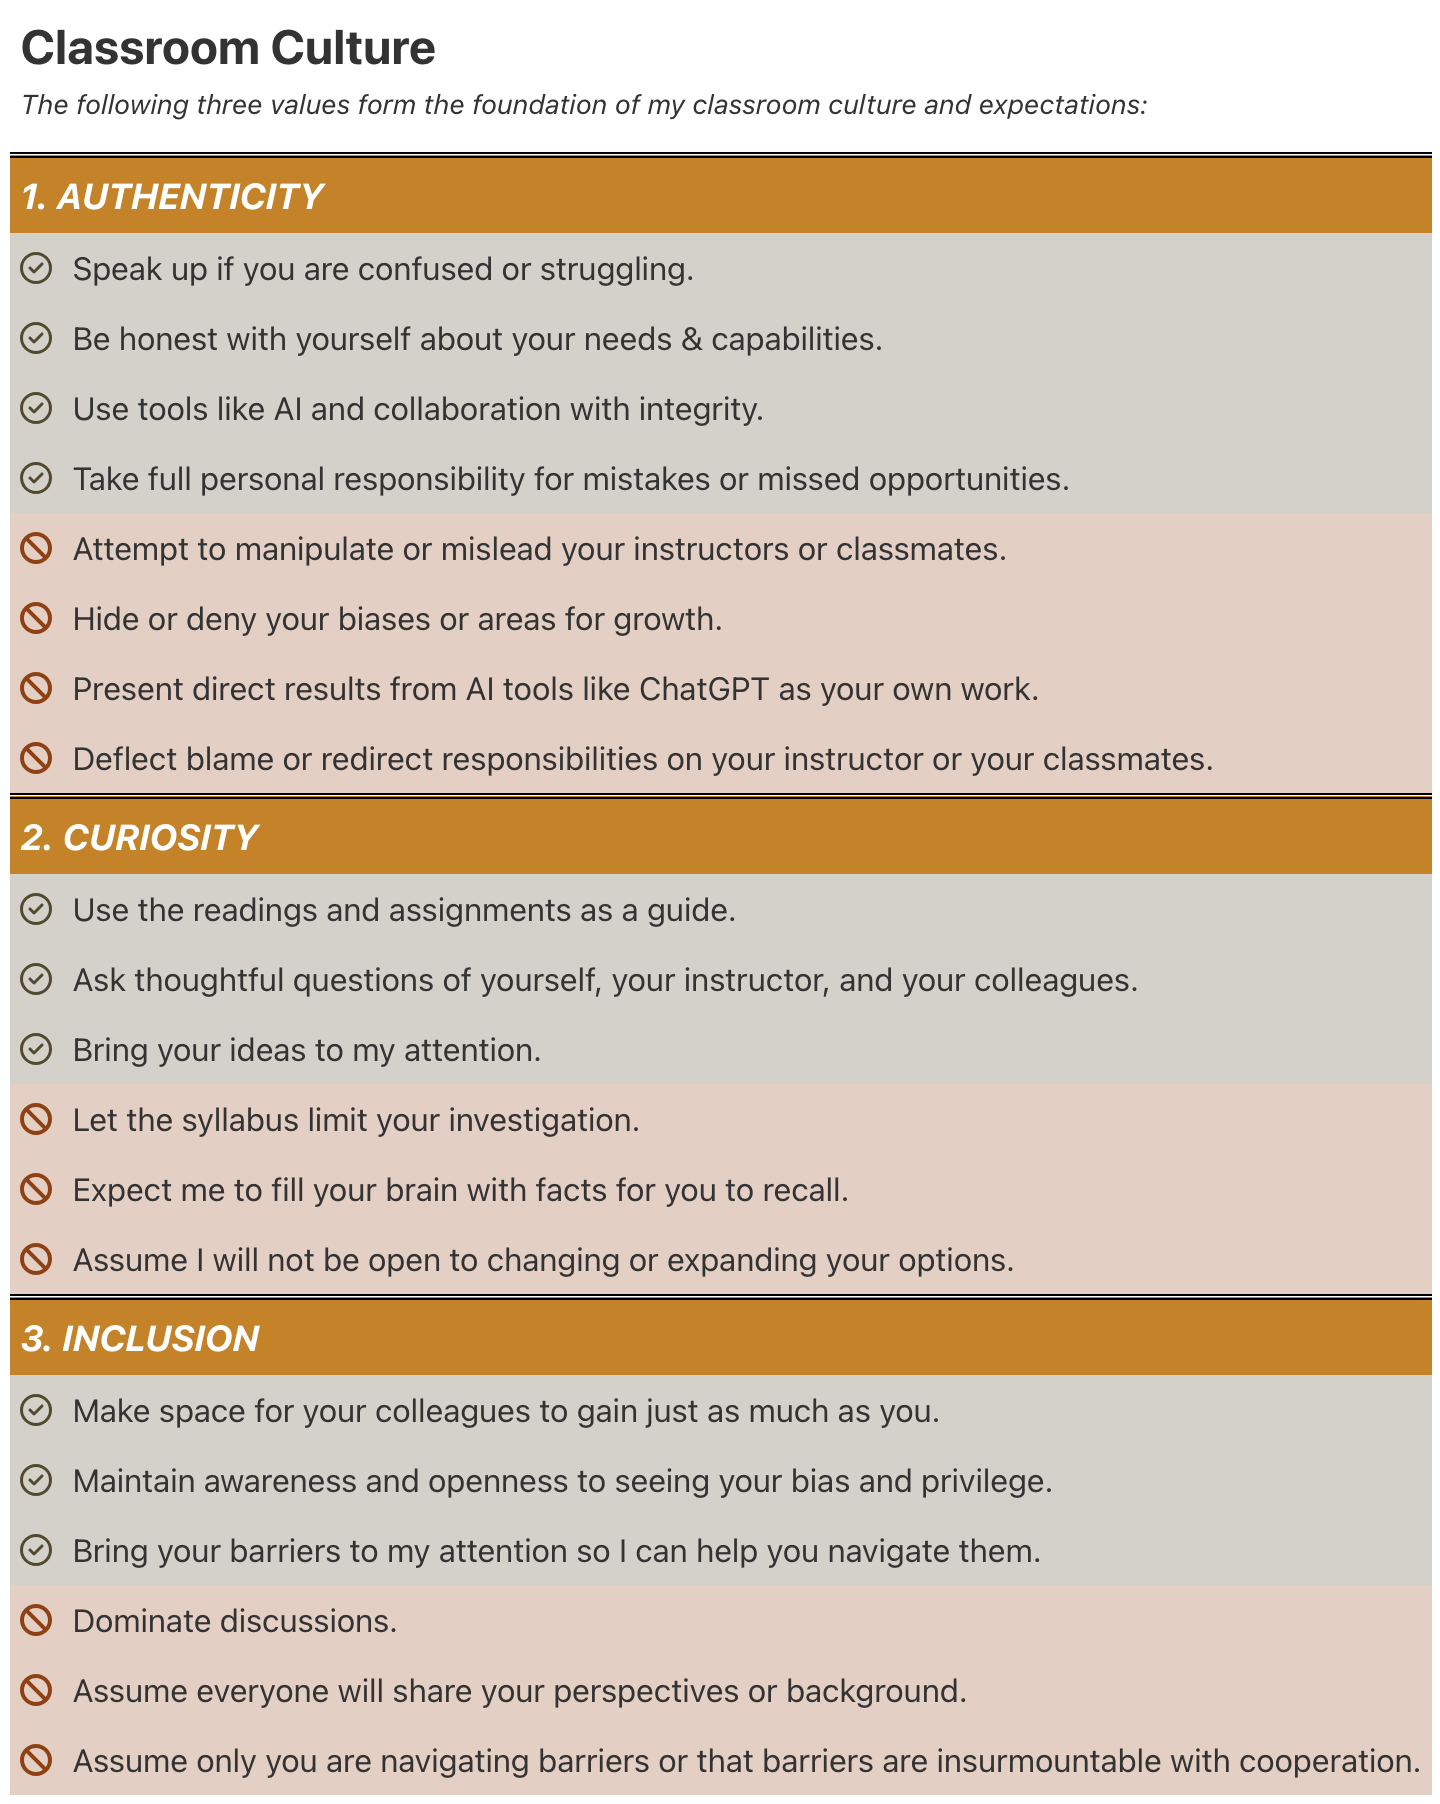 Classroom Culture
The following three values form the foundation of my classroom culture and expectations:
1. AUTHENTICITY
Speak up if you are confused or struggling.
Be honest with yourself about your needs & capabilities.
Use tools like AI and collaboration with integrity.
Take full personal responsibility for mistakes or missed opportunities.
Attempt to manipulate or mislead your instructors or classmates.
Hide or deny your biases or areas for growth.
Present direct results from AI tools like ChatGPT as your own work.
Deflect blame or redirect responsibilities on your instructor or your classmates.
2. CURIOSITY
Use the readings and assignments as a guide.
Ask thoughtful questions of yourself, your instructor, and your colleagues.
Bring your ideas to my attention.
Let the syllabus limit your investigation.
Expect me to fill your brain with facts for you to recall.
Assume I will not be open to changing or expanding your options.
3. INCLUSION
Make space for your colleagues to gain just as much as you.
Maintain awareness and openness to seeing your bias and privilege.
Bring your barriers to my attention so I can help you navigate them.
Dominate discussions.
Assume everyone will share your perspectives or background.
Assume only you are navigating barriers or that barriers are insurmountable with cooperation.